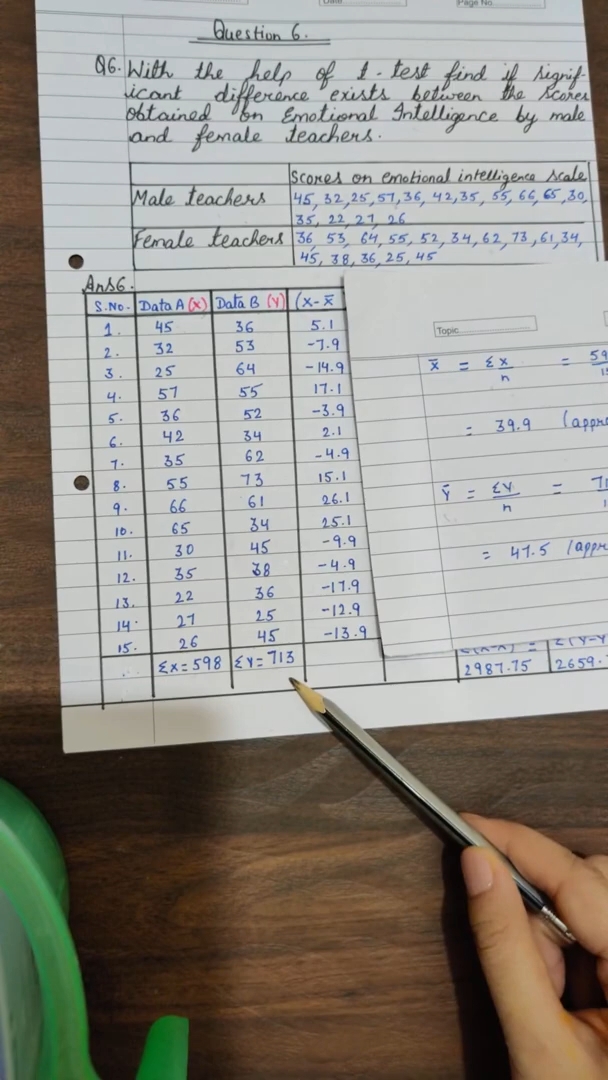 Page No
Question 6.
Q6. With the help of t-test find if signif-
icant difference exists between the scores
obtained on Emotional Intelligence by male
and female teachers.
Scores on emotional intelligence scale
Male teachers 45, 32, 25, 57, 36, 42, 35, 55, 66, 65, 30,
35, 22, 27, 26
Female teachers 36, 53, 64, 55, 52, 34, 62, 73, 61, 34,
45, 38, 36, 25, 45
Ans6.
S.No. Data A (X) Data B (Y) (X-X̅
1. 45 36 5.1
2. 32 53 -7.9
3. 25 64 -14.9
4. 57 55 17.1
5. 36 52 -3.9
6. 42 34 2.1
7. 35 62 -4.9
8. 55 73 15.1
9. 66 61 26.1
10. 65 34 25.1
11. 30 45 -9.9
12. 35 38 -4.9
13. 22 36 -17.9
14. 27 25 -12.9
15. 26 45 -13.9
ΣX=598 ΣY=713 2987.75 2659.
Topic
X̅ = ΣX/n = 59
= 39.9
Y̅ = ΣY/n = 71
= 47.5